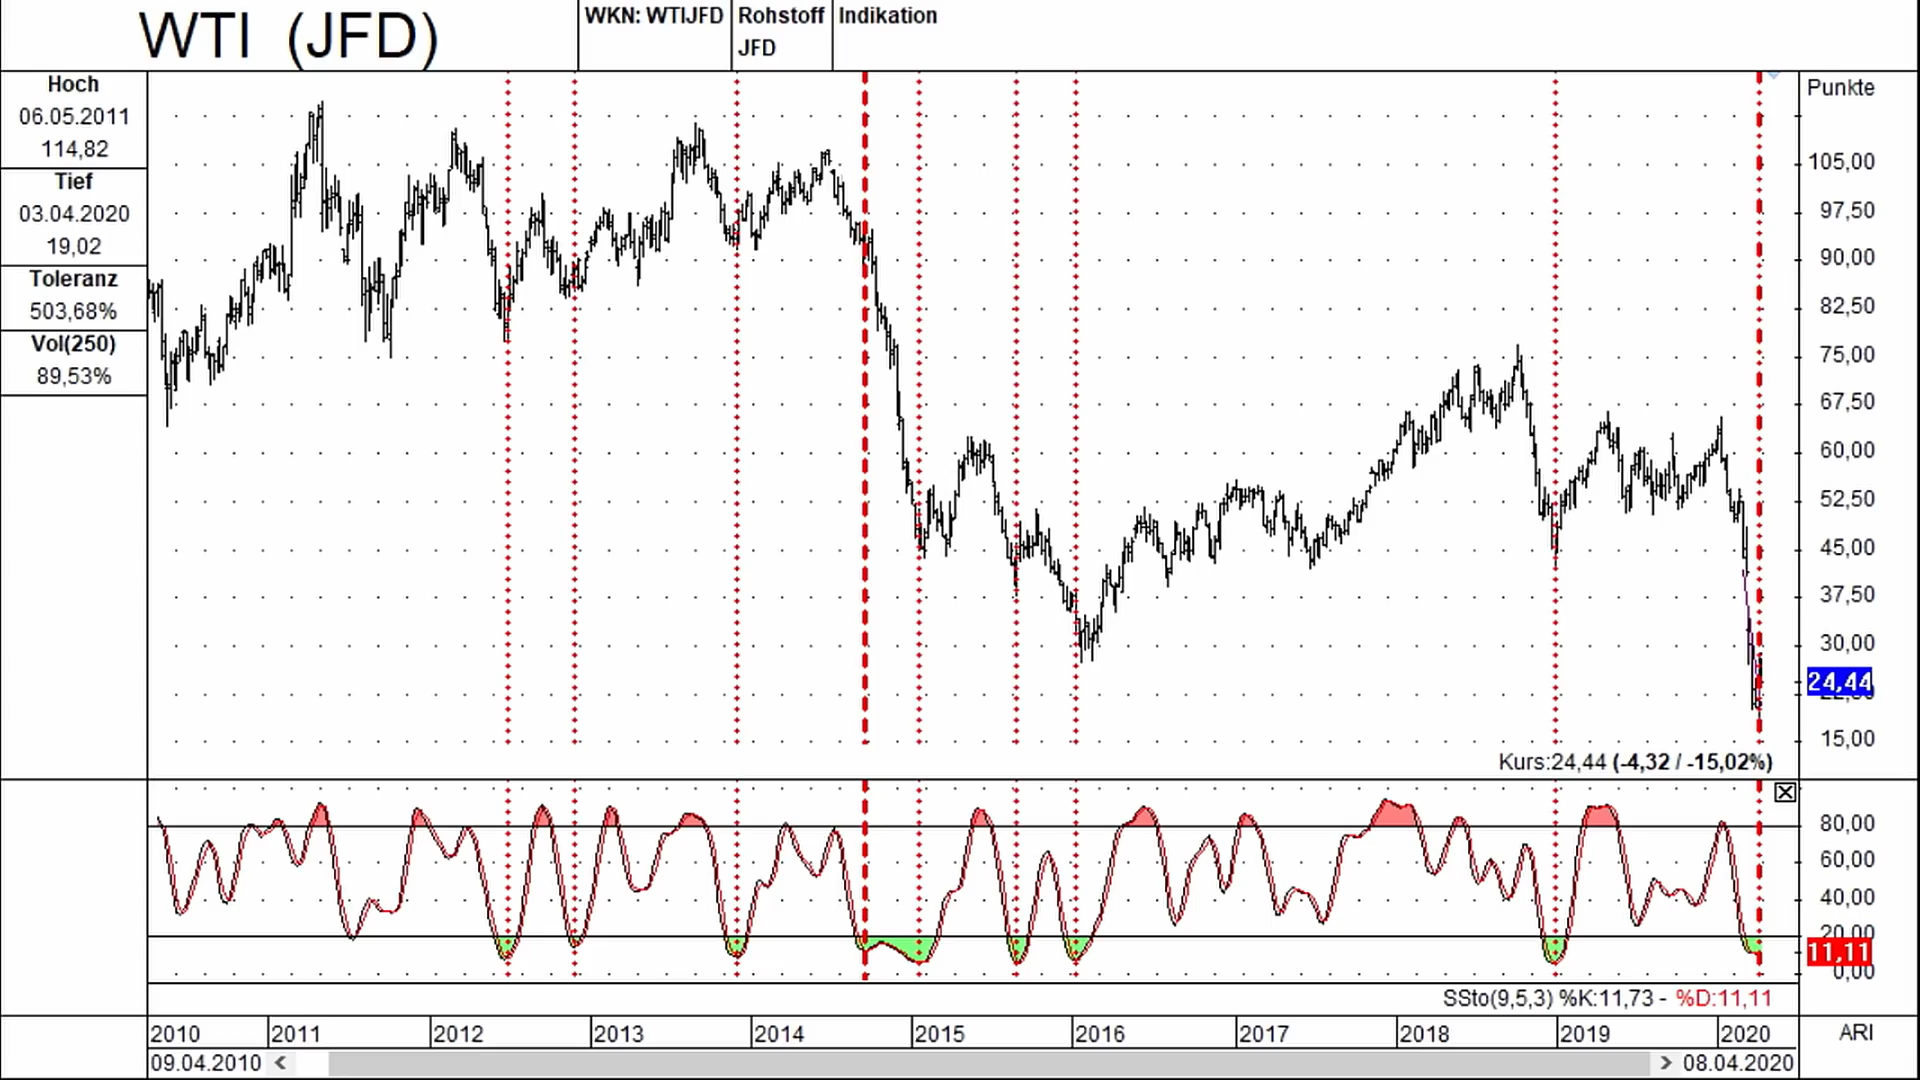 WTI (JFD)
WKN: WTIJFD
Rohstoff
JFD
Indikation
Hoch
06.05.2011
114,82
Tief
03.04.2020
19,02
Toleranz
503,68%
Vol(250)
89,53%
Punkte
105,00
97,50
90,00
82,50
75,00
67,50
60,00
52,50
45,00
37,50
30,00
24,44
15,00
Kurs:24,44 (-4,32 / -15,02%)
80,00
60,00
40,00
20,00
11,11
0,00
SSto(9,5,3) %K:11,73 - %D:11,11
2010 2011 2012 2013 2014 2015 2016 2017 2018 2019 2020 ARI
09.04.2010 < > 08.04.2020